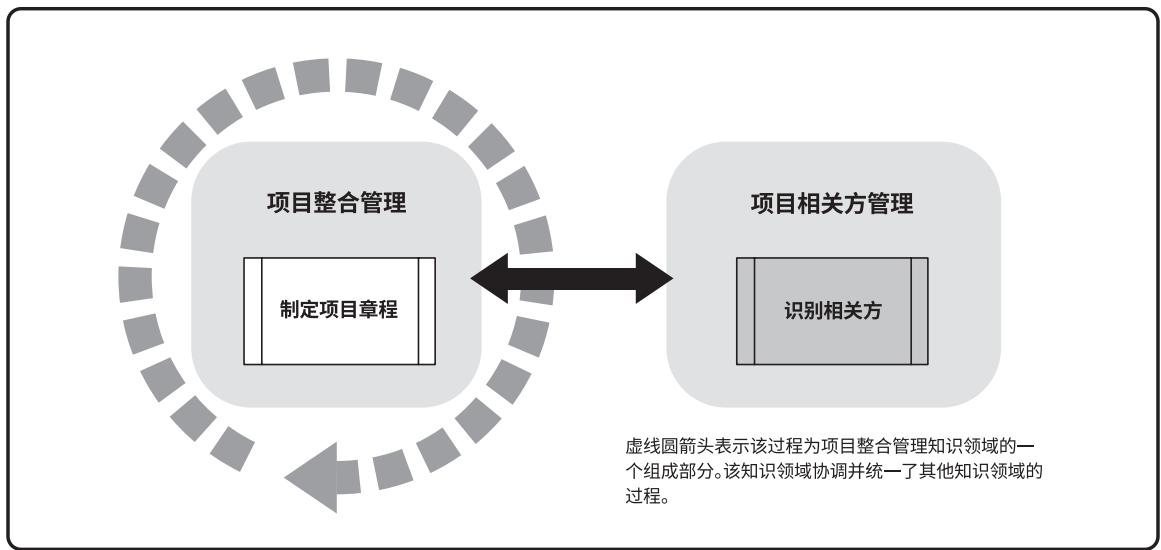 项目整合管理
项目相关方管理
制定项目章程
识别相关方
虚线圆箭头表示该过程为项目整合管理知识领域的一
个组成部分。该知识领域协调并统一了其他知识领域的
过程。